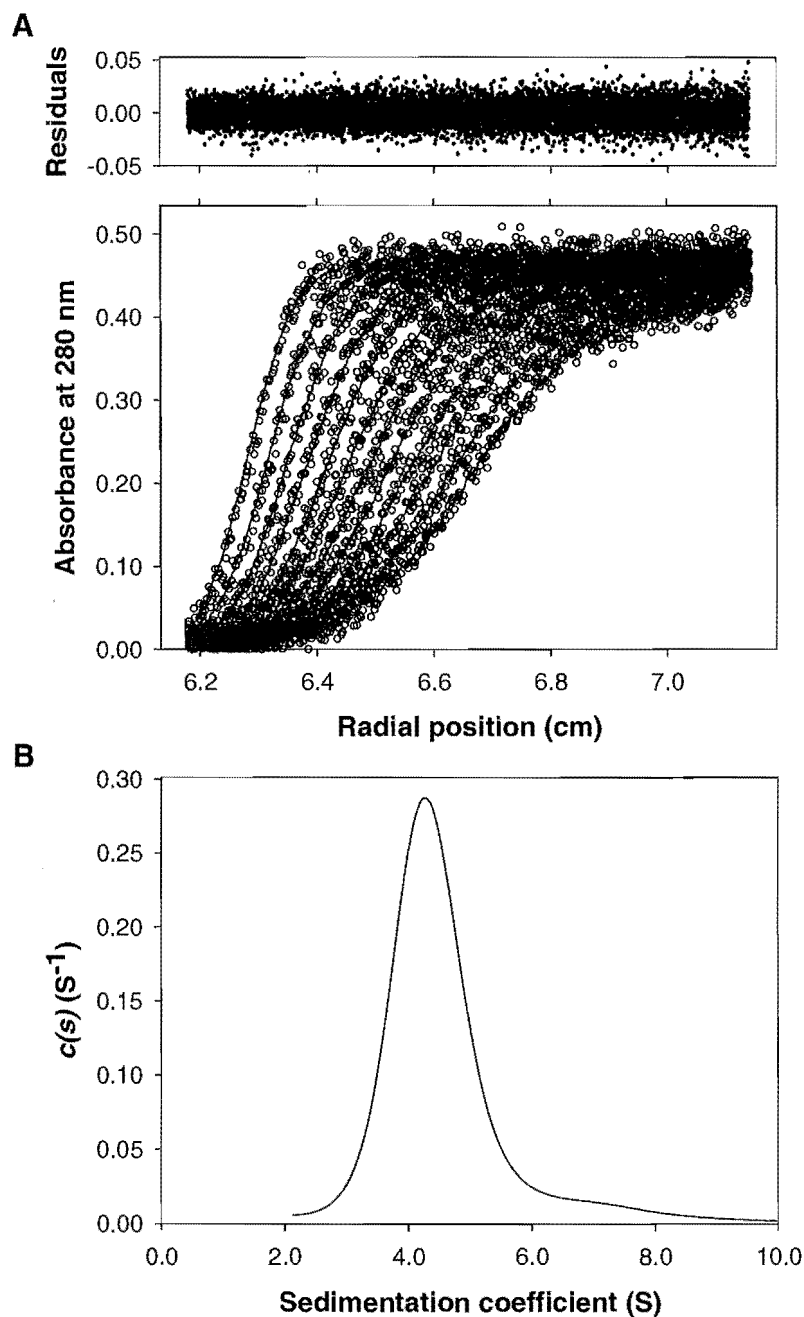 A
Residuals
0.05
0.00
-0.05
Absorbance at 280 nm
0.50
0.40
0.30
0.20
0.10
0.00
6.2 6.4 6.6 6.8 7.0
Radial position (cm)
B
c(s) (S-1)
0.30
0.25
0.20
0.15
0.10
0.05
0.00
0.0 2.0 4.0 6.0 8.0 10.0
Sedimentation coefficient (S)